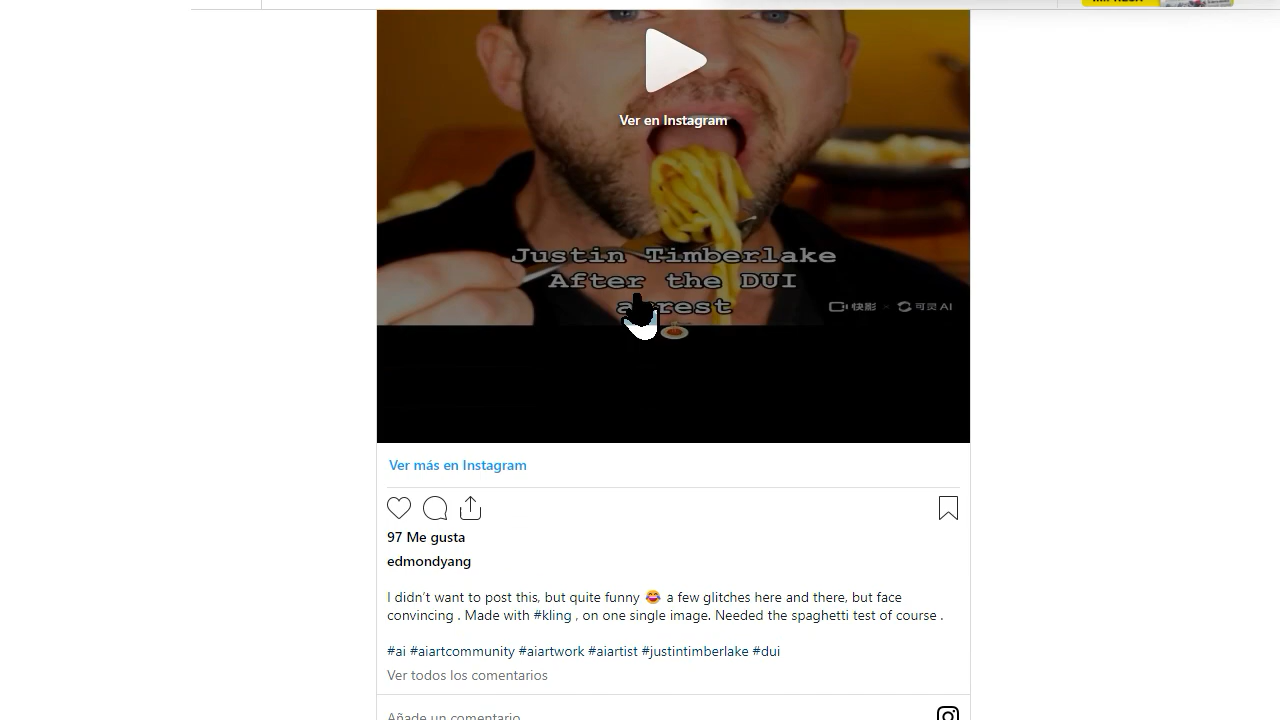 Ver en Instagram
Justin Timberlake
After the DUI
arrest
快影 × 可灵 AI
Ver más en Instagram
97 Me gusta
edmondyang
I didn't want to post this, but quite funny 😂 a few glitches here and there, but face
convincing . Made with #kling , on one single image. Needed the spaghetti test of course .
#ai #aiartcommunity #aiartwork #aiartist #justintimberlake #dui
Ver todos los comentarios
Añade un comentario